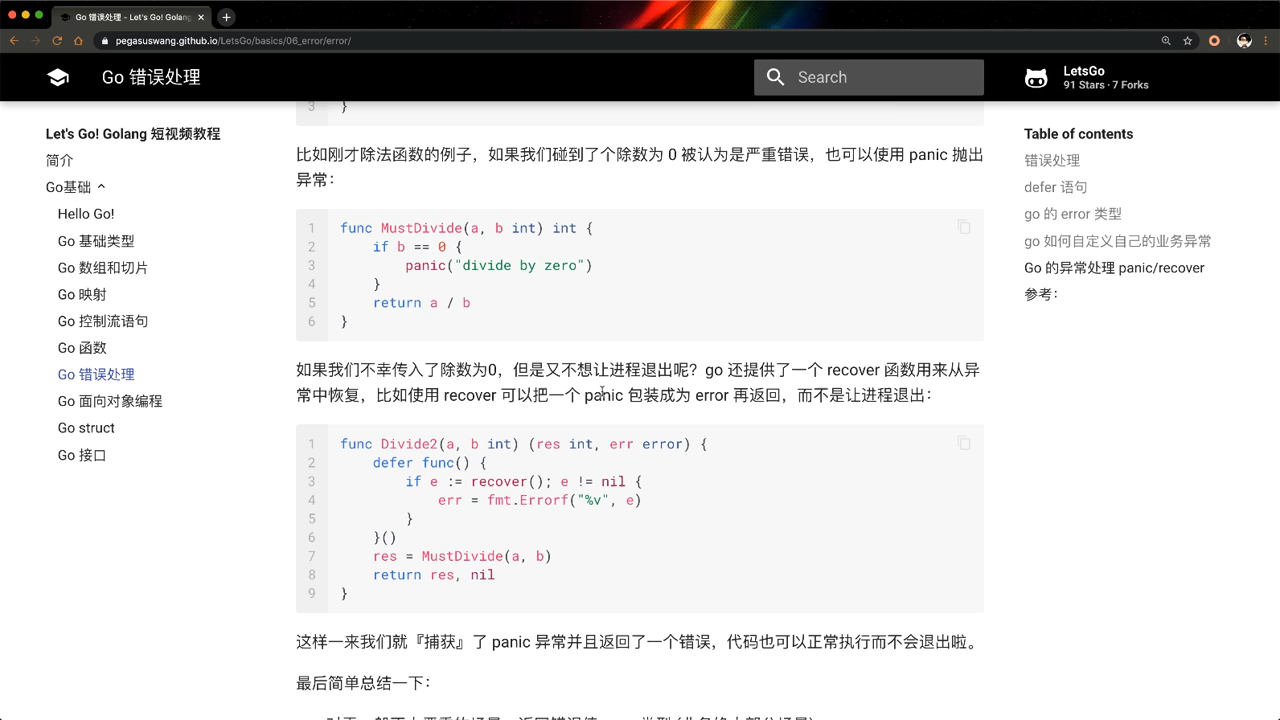 Go 错误处理 - Let's Go! Golang
pegasuswang.github.io/LetsGo/basics/06_error/error/
Go 错误处理
Search
LetsGo
91 Stars · 7 Forks
Let's Go! Golang 短视频教程
简介
Go基础
Hello Go!
Go 基础类型
Go 数组和切片
Go 映射
Go 控制流语句
Go 函数
Go 错误处理
Go 面向对象编程
Go struct
Go 接口
3 }
比如刚才除法函数的例子，如果我们碰到了个除数为 0 被认为是严重错误，也可以使用 panic 抛出
异常：
1 func MustDivide(a, b int) int {
2     if b == 0 {
3         panic("divide by zero")
4     }
5     return a / b
6 }
如果我们不幸传入了除数为0，但是又不想让进程退出呢？go 还提供了一个 recover 函数用来从异
常中恢复，比如使用 recover 可以把一个 panic 包装成为 error 再返回，而不是让进程退出：
1 func Divide2(a, b int) (res int, err error) {
2     defer func() {
3         if e := recover(); e != nil {
4             err = fmt.Errorf("%v", e)
5         }
6     }()
7     res = MustDivide(a, b)
8     return res, nil
9 }
这样一来我们就『捕获』了 panic 异常并且返回了一个错误，代码也可以正常执行而不会退出啦。
最后简单总结一下：
Table of contents
错误处理
defer 语句
go 的 error 类型
go 如何自定义自己的业务异常
Go 的异常处理 panic/recover
参考：